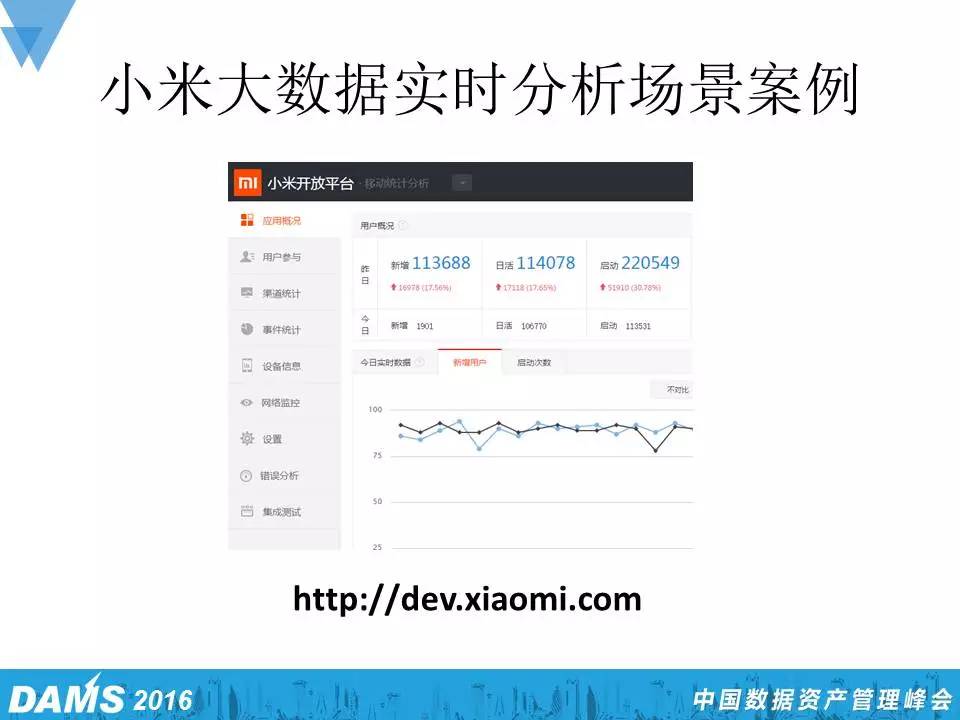 小米大数据实时分析场景案例
MI 小米开放平台 · 移动统计分析
应用概况
用户参与
渠道统计
事件统计
设备信息
网络监控
设置
错误分析
集成测试
用户概况 ?
昨日
新增 113688
16978 (17.56%)
日活 114078
17118 (17.65%)
启动 220549
51910 (30.78%)
今日
新增 1901
日活 106770
启动 113531
今日实时数据 ? 新增用户 启动次数
不对比
100
75
50
25
http://dev.xiaomi.com
DAMS 2016 中国数据资产管理峰会